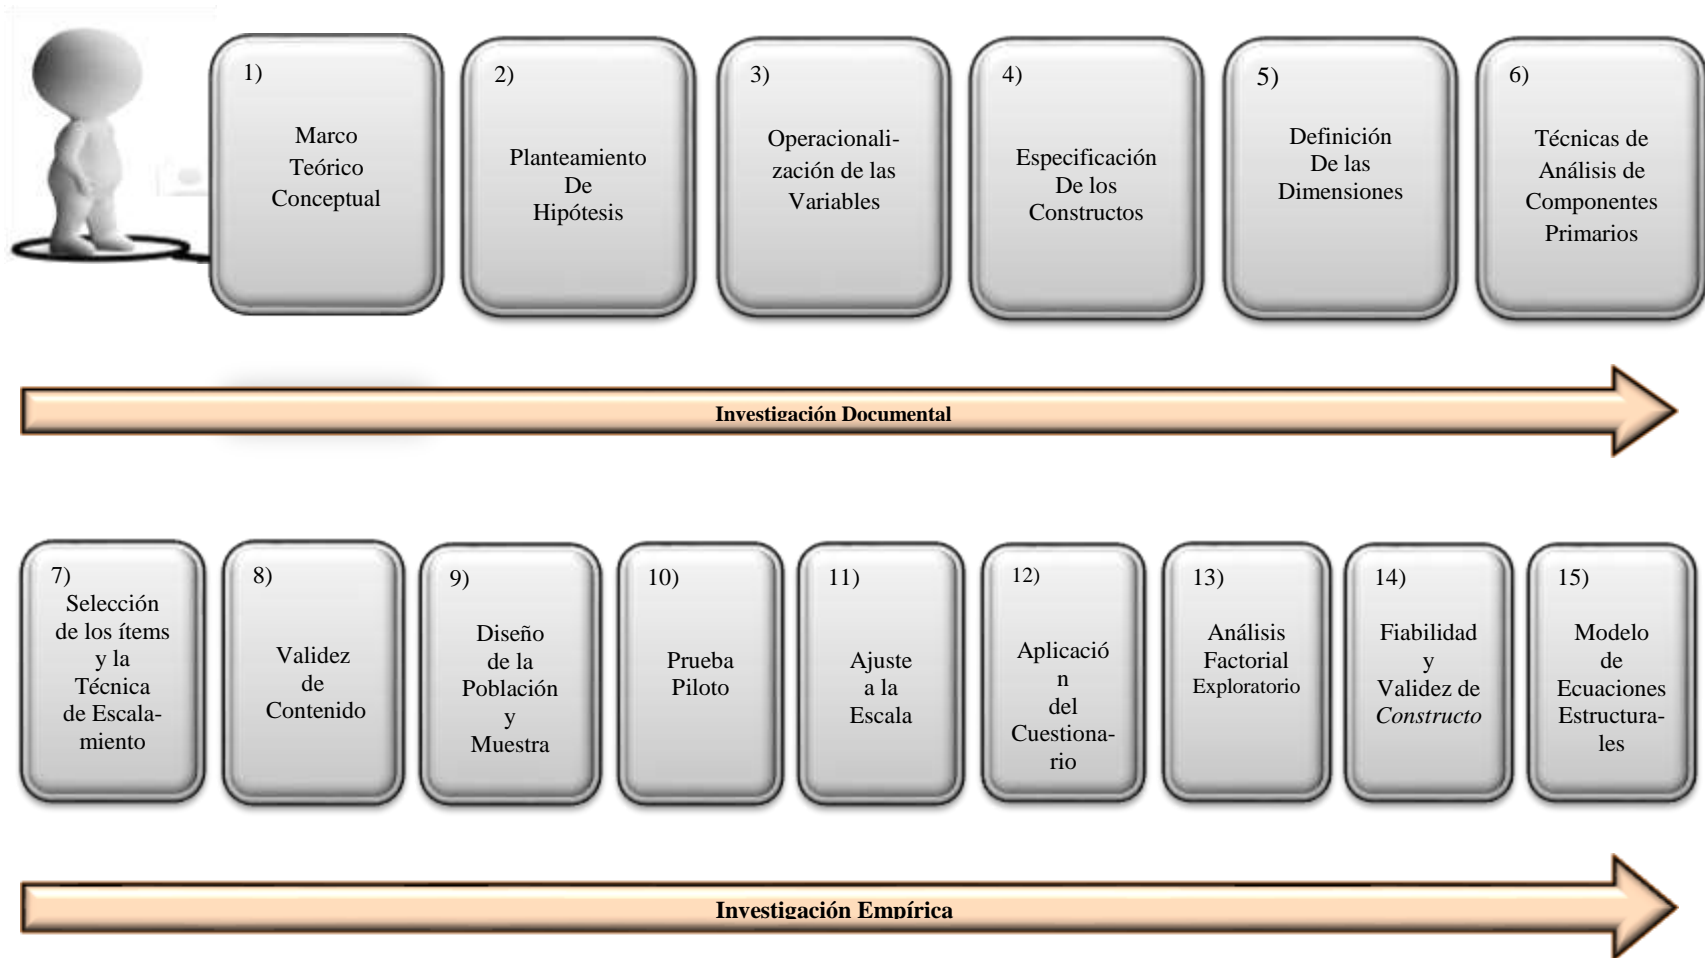 1)
Marco
Teórico
Conceptual
2)
Planteamiento
De
Hipótesis
3)
Operacionali-
zación de las
Variables
4)
Especificación
De los
Constructos
5)
Definición
De las
Dimensiones
6)
Técnicas de
Análisis de
Componentes
Primarios
Investigación Documental
7)
Selección
de los ítems
y la
Técnica
de Escala-
miento
8)
Validez
de
Contenido
9)
Diseño
de la
Población
y
Muestra
10)
Prueba
Piloto
11)
Ajuste
a la
Escala
12)
Aplicació
n
del
Cuestiona-
rio
13)
Análisis
Factorial
Exploratorio
14)
Fiabilidad
y
Validez de
Constructo
15)
Modelo
de
Ecuaciones
Estructura-
les
Investigación Empírica